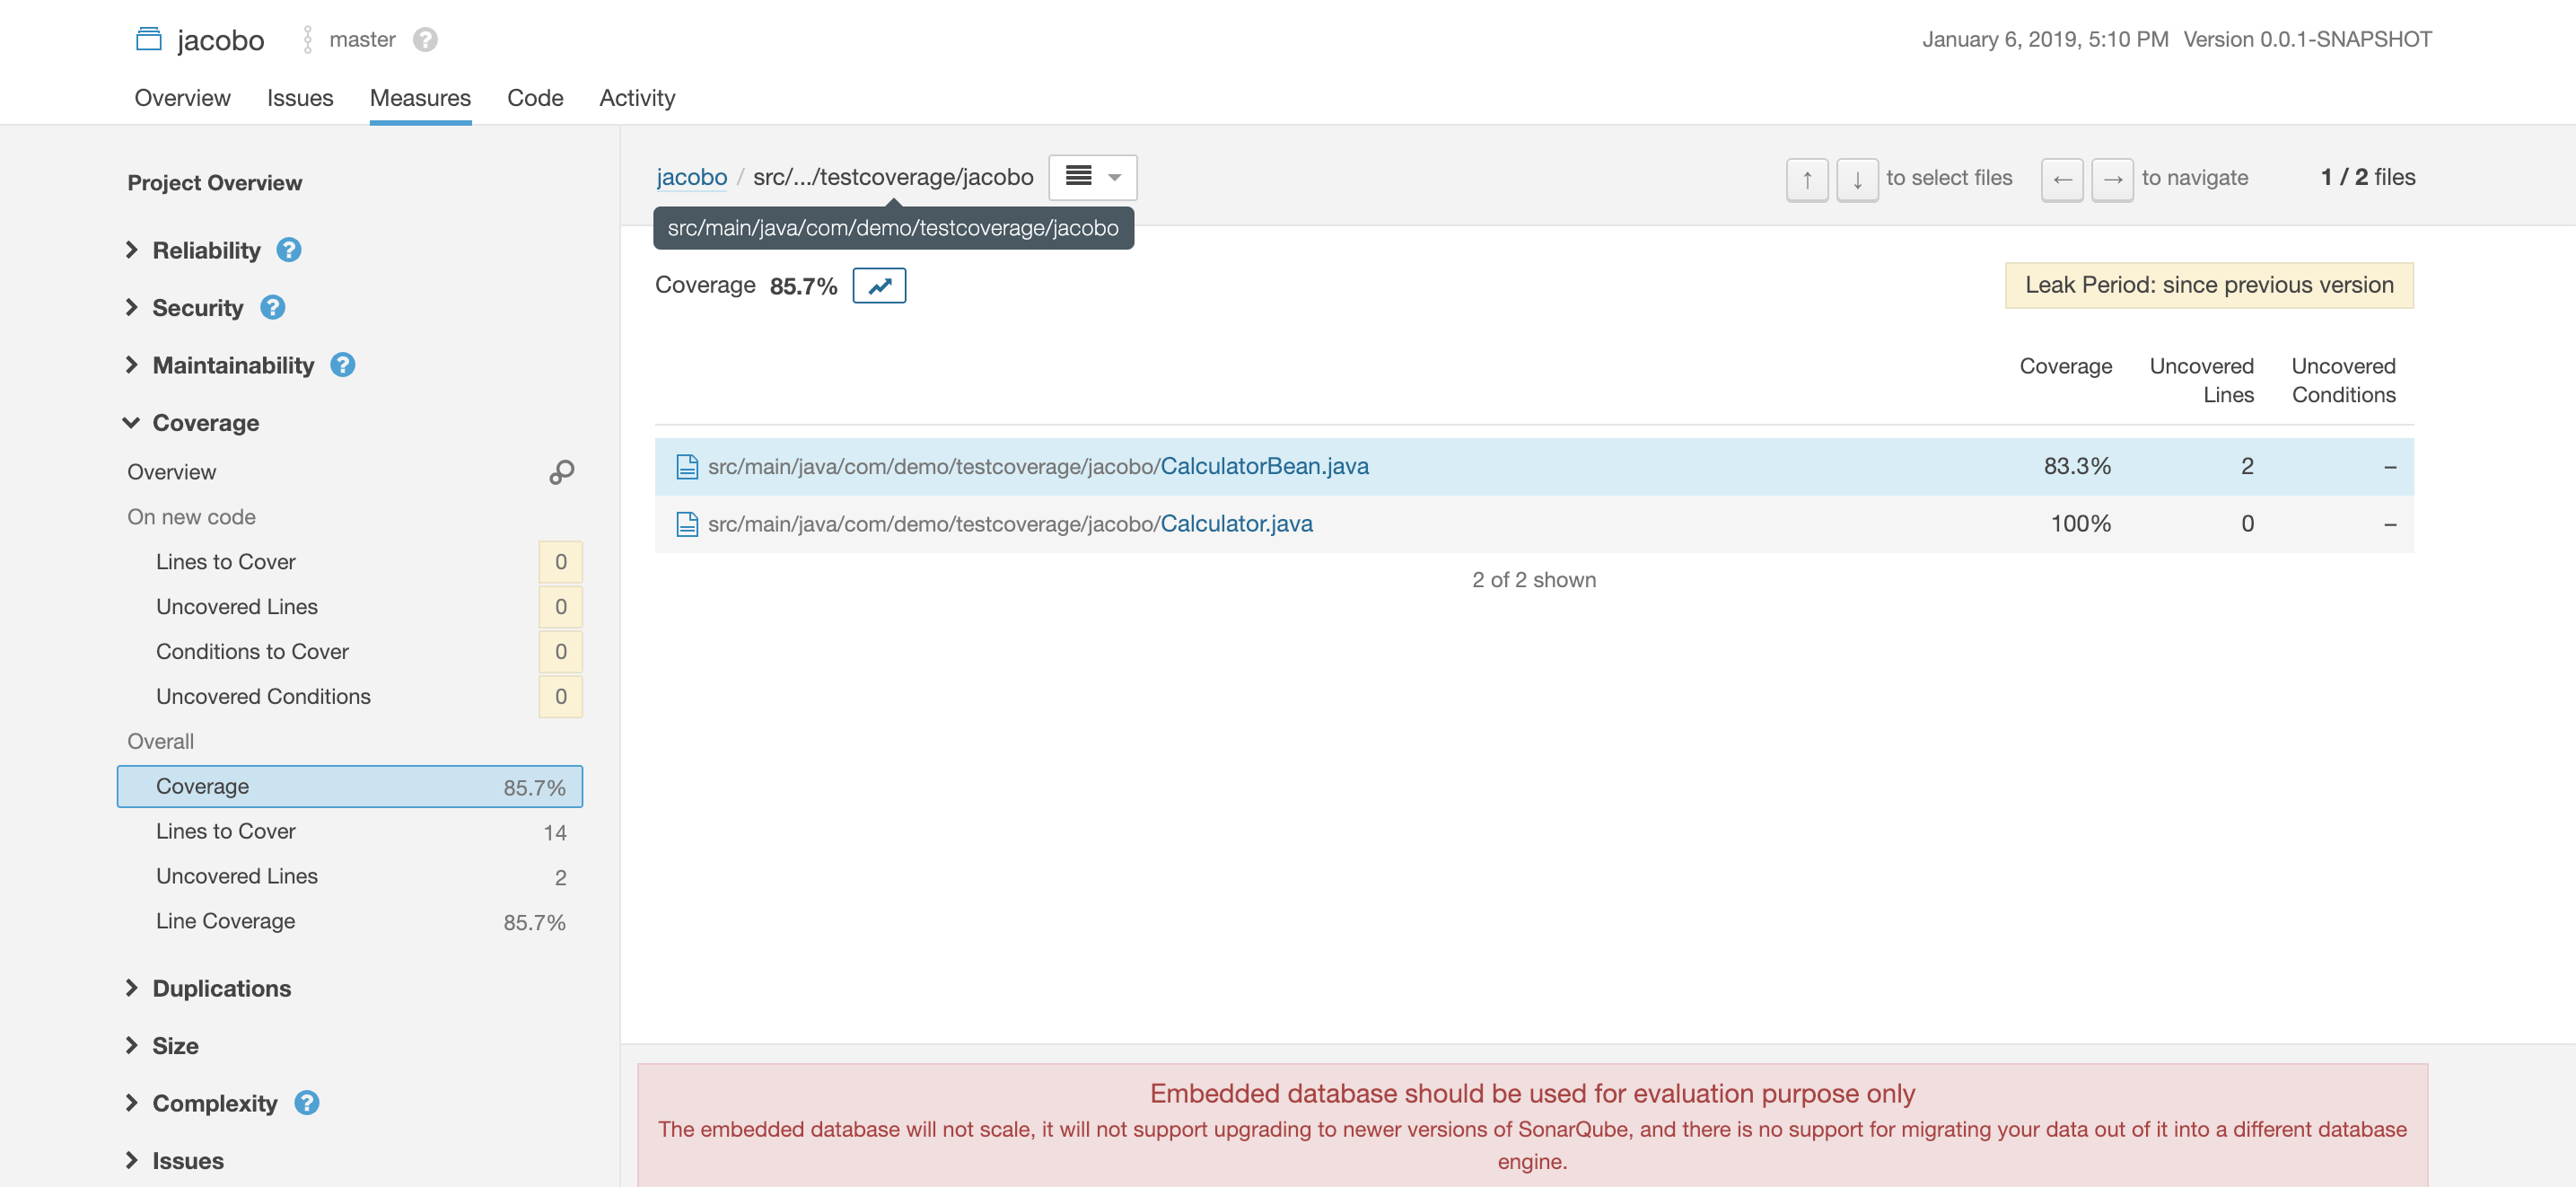 jacobo master ? January 6, 2019, 5:10 PM Version 0.0.1-SNAPSHOT
Overview Issues Measures Code Activity
Project Overview
Reliability ?
Security ?
Maintainability ?
Coverage
Overview
On new code
Lines to Cover 0
Uncovered Lines 0
Conditions to Cover 0
Uncovered Conditions 0
Overall
Coverage 85.7%
Lines to Cover 14
Uncovered Lines 2
Line Coverage 85.7%
Duplications
Size
Complexity ?
Issues
jacobo / src/.../testcoverage/jacobo ↑ ↓ to select files ← → to navigate 1 / 2 files
src/main/java/com/demo/testcoverage/jacobo
Coverage 85.7% Leak Period: since previous version
Coverage Uncovered Uncovered
Lines Conditions
src/main/java/com/demo/testcoverage/jacobo/CalculatorBean.java 83.3% 2 –
src/main/java/com/demo/testcoverage/jacobo/Calculator.java 100% 0 –
2 of 2 shown
Embedded database should be used for evaluation purpose only
The embedded database will not scale, it will not support upgrading to newer versions of SonarQube, and there is no support for migrating your data out of it into a different database
engine.